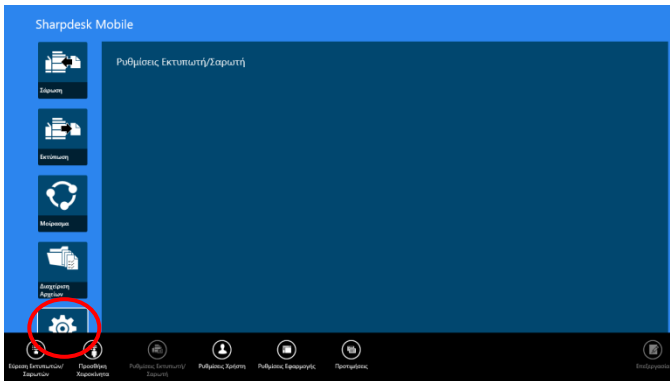 Sharpdesk Mobile
Ρυθμίσεις Εκτυπωτή/Σαρωτή
Σάρωση
Εκτύπωση
Μοίρασμα
Διαχείριση
Αρχείων
Εύρεση Εκτυπωτών/
Σαρωτών
Προσθήκη
Χειροκίνητα
Ρυθμίσεις Εκτυπωτή/
Σαρωτή
Ρυθμίσεις Χρήστη
Ρυθμίσεις Εφαρμογής
Προτιμήσεις
Επεξεργασία